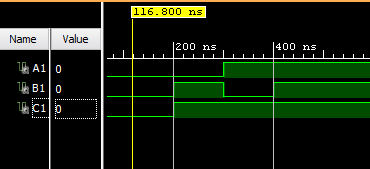 116.800 ns
Name Value
200 ns 400 ns
A1 0
B1 0
C1 0